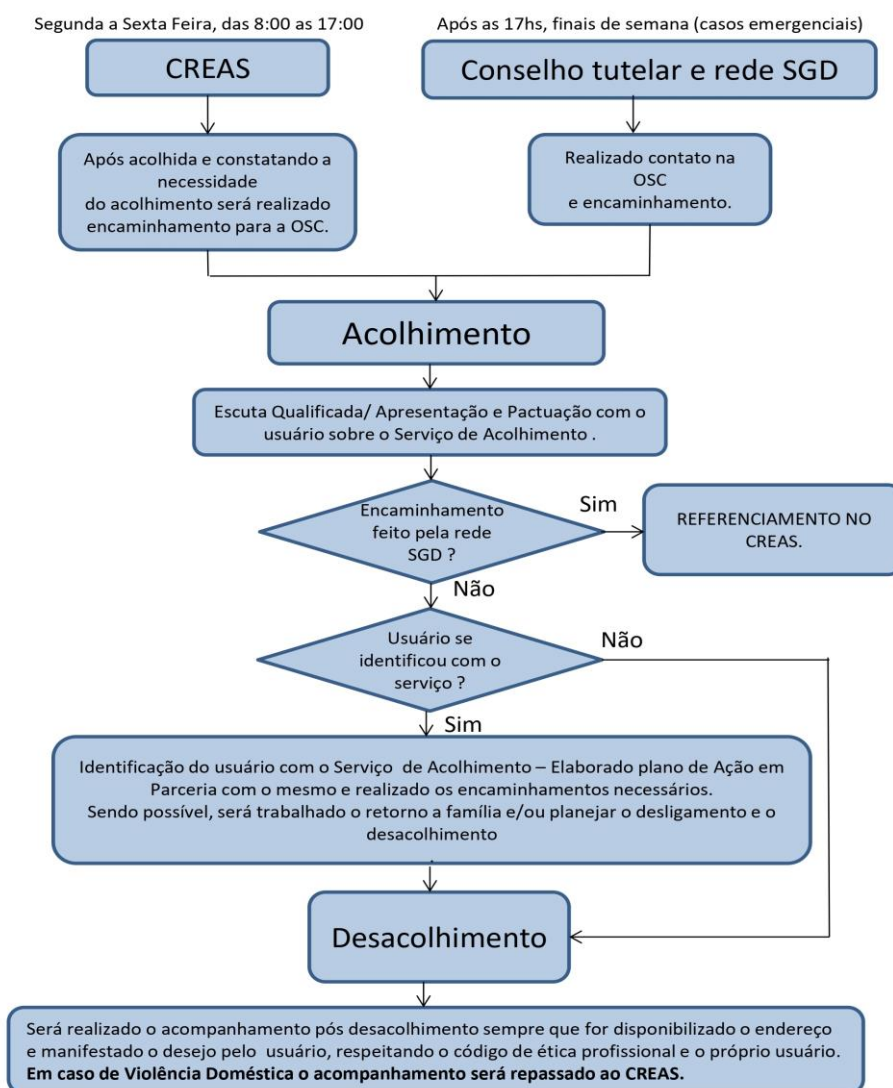 Segunda a Sexta Feira, das 8:00 as 17:00
Após as 17hs, finais de semana (casos emergenciais)
CREAS
Conselho tutelar e rede SGD
Após acolhida e constatando a
necessidade
do acolhimento será realizado
encaminhamento para a OSC.
Realizado contato na
OSC
e encaminhamento.
Acolhimento
Escuta Qualificada/ Apresentação e Pactuação com o
usuário sobre o Serviço de Acolhimento .
Encaminhamento
feito pela rede
SGD ?
Sim
REFERENCIAMENTO NO
CREAS.
Não
Usuário se
identificou com o
serviço ?
Não
Sim
Identificação do usuário com o Serviço de Acolhimento – Elaborado plano de Ação em
Parceria com o mesmo e realizado os encaminhamentos necessários.
Sendo possível, será trabalhado o retorno a família e/ou planejar o desligamento e o
desacolhimento
Desacolhimento
Será realizado o acompanhamento pós desacolhimento sempre que for disponibilizado o endereço
e manifestado o desejo pelo usuário, respeitando o código de ética profissional e o próprio usuário.
Em caso de Violência Doméstica o acompanhamento será repassado ao CREAS.